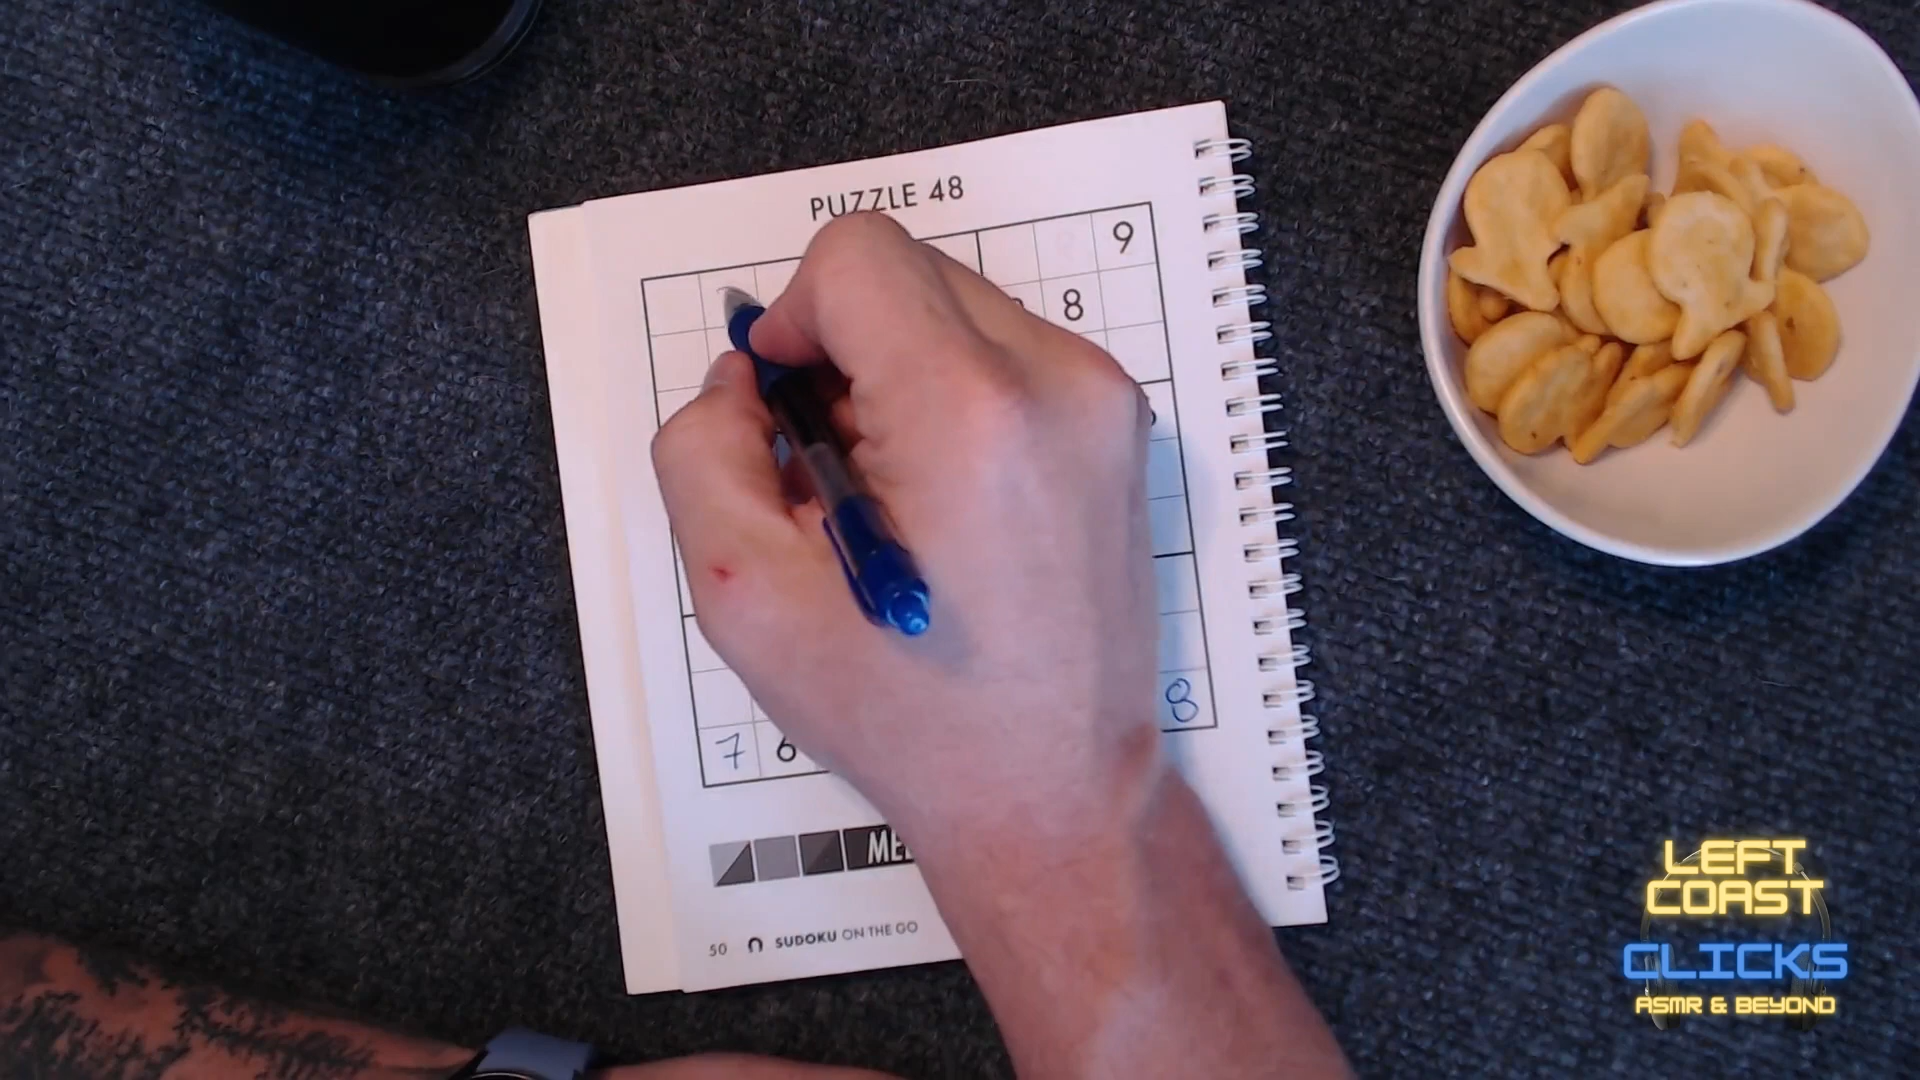 PUZZLE 48
9
8
8
7 6
50 SUDOKU ON THE GO
LEFT
COAST
CLICKS
ASMR & BEYOND